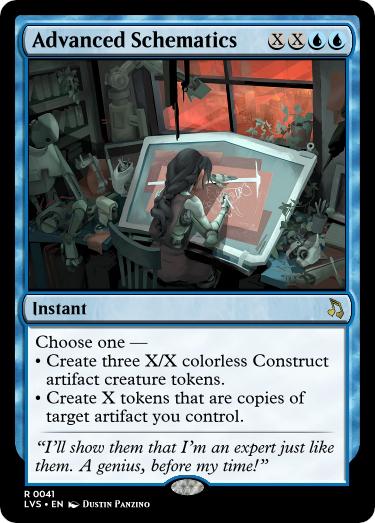 Advanced Schematics XXUU
Instant
Choose one —
• Create three X/X colorless Construct
artifact creature tokens.
• Create X tokens that are copies of
target artifact you control.
“I’ll show them that I’m an expert just like
them. A genius, before my time!”
R 0041
LVS • EN Dustin Panzino